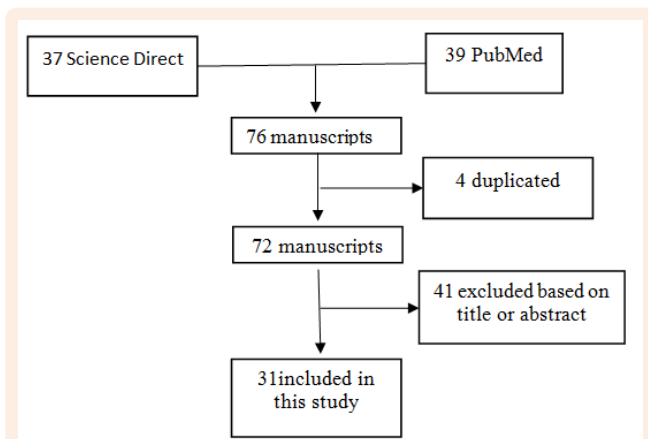 37 Science Direct
39 PubMed
76 manuscripts
4 duplicated
72 manuscripts
41 excluded based on
title or abstract
31included in
this study